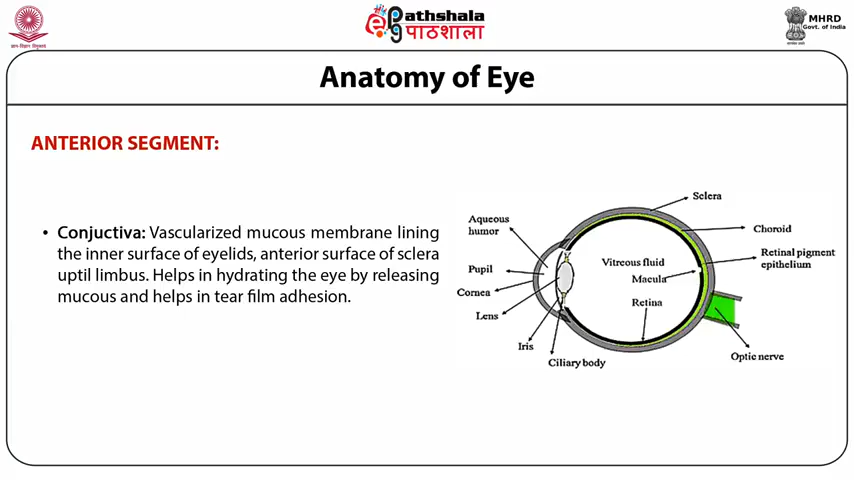 ज्ञान-विज्ञान विमुक्तये
ePathshala
pg पाठशाला
MHRD
Govt. of India
Anatomy of Eye
ANTERIOR SEGMENT:
• Conjuctiva: Vascularized mucous membrane lining
the inner surface of eyelids, anterior surface of sclera
uptil limbus. Helps in hydrating the eye by releasing
mucous and helps in tear film adhesion.
Sclera
Aqueous
humor
Choroid
Retinal pigment
epithelium
Vitreous fluid
Pupil
Macula
Cornea
Retina
Lens
Iris
Ciliary body
Optic nerve